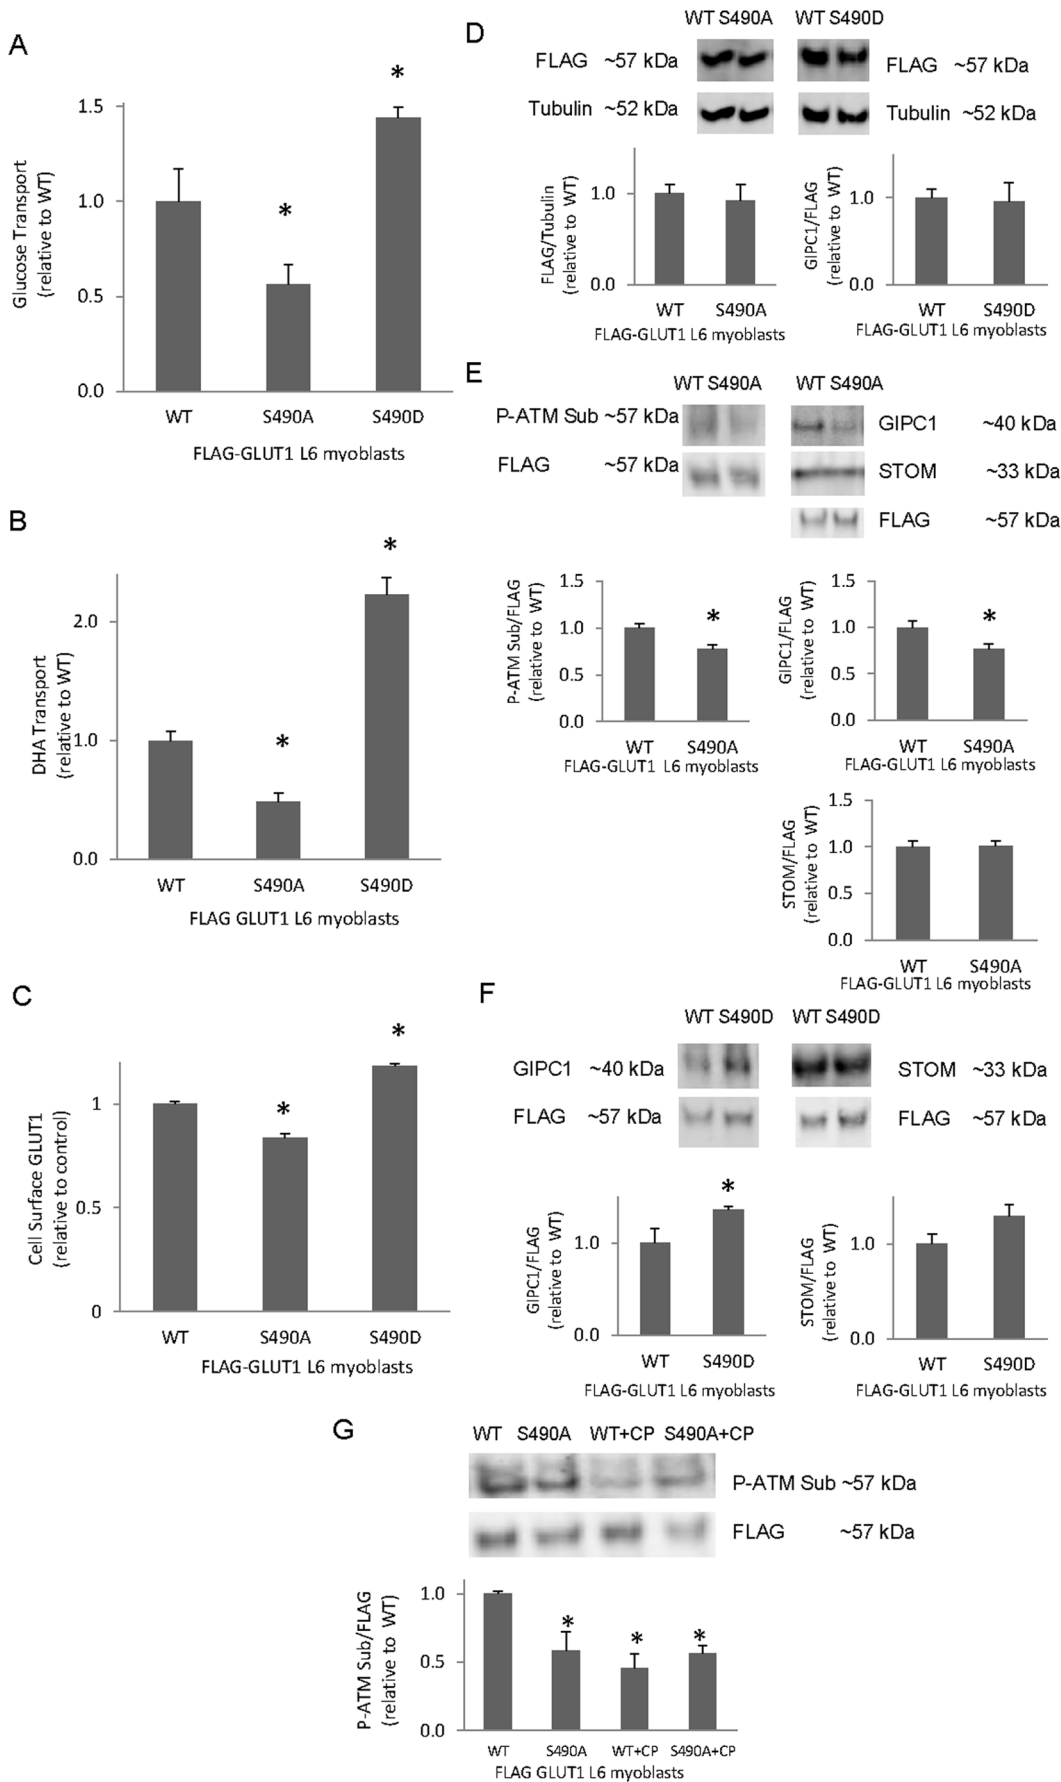 A
Glucose Transport
(relative to WT)
1.5
1.0
0.5
0.0
*
*
WT S490A S490D
FLAG-GLUT1 L6 myoblasts
B
DHA Transport
(relative to WT)
2.0
1.0
0.0
*
*
WT S490A S490D
FLAG GLUT1 L6 myoblasts
C
Cell Surface GLUT1
(relative to control)
1
0.5
0
*
*
WT S490A S490D
FLAG-GLUT1 L6 myoblasts
D
WT S490A WT S490D
FLAG ~57 kDa FLAG ~57 kDa
Tubulin ~52 kDa Tubulin ~52 kDa
FLAG/Tubulin
(relative to WT)
1.0
0.0
WT S490A
FLAG-GLUT1 L6 myoblasts
GIPC1/FLAG
(relative to WT)
1.0
0.0
WT S490D
FLAG-GLUT1 L6 myoblasts
E
WT S490A WT S490A
P-ATM Sub ~57 kDa GIPC1 ~40 kDa
FLAG ~57 kDa STOM ~33 kDa
FLAG ~57 kDa
P-ATM Sub/FLAG
(relative to WT)
1.5
1.0
0.5
0.0
*
WT S490A
FLAG-GLUT1 L6 myoblasts
GIPC1/FLAG
(relative to WT)
1.5
1.0
0.5
0.0
*
WT S490A
FLAG-GLUT1 L6 myoblasts
STOM/FLAG
(relative to WT)
1.5
1.0
0.5
0.0
WT S490A
FLAG-GLUT1 L6 myoblasts
F
WT S490D WT S490D
GIPC1 ~40 kDa STOM ~33 kDa
FLAG ~57 kDa FLAG ~57 kDa
GIPC1/FLAG
(relative to WT)
1.0
0.0
*
WT S490D
FLAG-GLUT1 L6 myoblasts
STOM/FLAG
(relative to WT)
1.0
0.0
WT S490D
FLAG-GLUT1 L6 myoblasts
G
WT S490A WT+CP S490A+CP
P-ATM Sub ~57 kDa
FLAG ~57 kDa
P-ATM Sub/FLAG
(relative to WT)
1.0
0.5
0.0
* * *
WT S490A WT+CP S490A+CP
FLAG GLUT1 L6 myoblasts